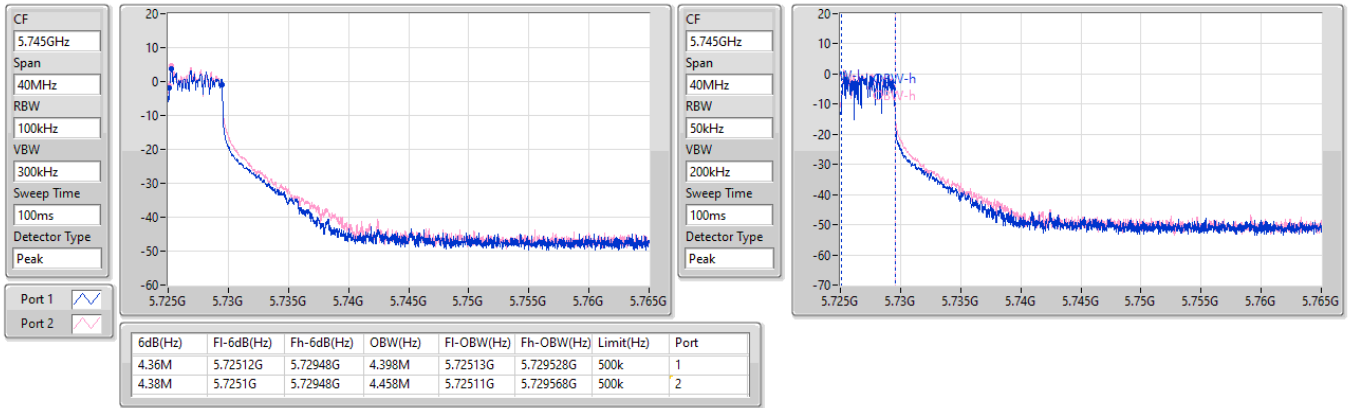 CF
5.745GHz
Span
40MHz
RBW
100kHz
VBW
300kHz
Sweep Time
100ms
Detector Type
Peak
Port 1
Port 2
20
10
0
-10
-20
-30
-40
-50
-60
5.725G 5.73G 5.735G 5.74G 5.745G 5.75G 5.755G 5.76G 5.765G
CF
5.745GHz
Span
40MHz
RBW
50kHz
VBW
200kHz
Sweep Time
100ms
Detector Type
Peak
20
10
0
-10
-20
-30
-40
-50
-60
-70
5.725G 5.73G 5.735G 5.74G 5.745G 5.75G 5.755G 5.76G 5.765G
6dB(Hz) Fl-6dB(Hz) Fh-6dB(Hz) OBW(Hz) Fl-OBW(Hz) Fh-OBW(Hz) Limit(Hz) Port
4.36M 5.72512G 5.72948G 4.398M 5.72513G 5.729528G 500k 1
4.38M 5.7251G 5.72948G 4.458M 5.72511G 5.729568G 500k 2